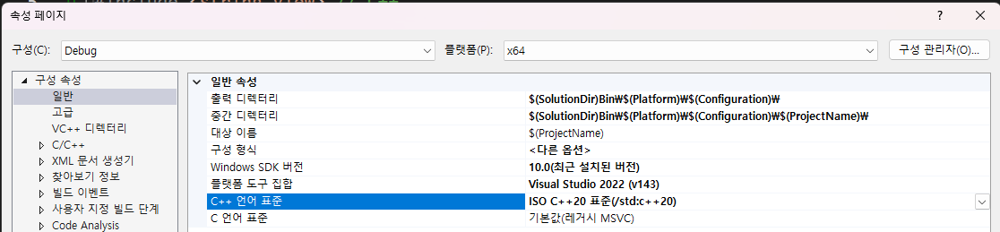 속성 페이지
구성(C): Debug 플랫폼(P): x64 구성 관리자(O)...
구성 속성
일반
고급
VC++ 디렉터리
C/C++
XML 문서 생성기
찾아보기 정보
빌드 이벤트
사용자 지정 빌드 단계
Code Analysis
일반 속성
출력 디렉터리 $(SolutionDir)Bin₩$(Platform)₩$(Configuration)₩
중간 디렉터리 $(SolutionDir)Bin₩$(Platform)₩$(Configuration)₩$(ProjectName)₩
대상 이름 $(ProjectName)
구성 형식 <다른 옵션>
Windows SDK 버전 10.0(최근 설치된 버전)
플랫폼 도구 집합 Visual Studio 2022 (v143)
C++ 언어 표준 ISO C++20 표준(/std:c++20)
C 언어 표준 기본값(레거시 MSVC)